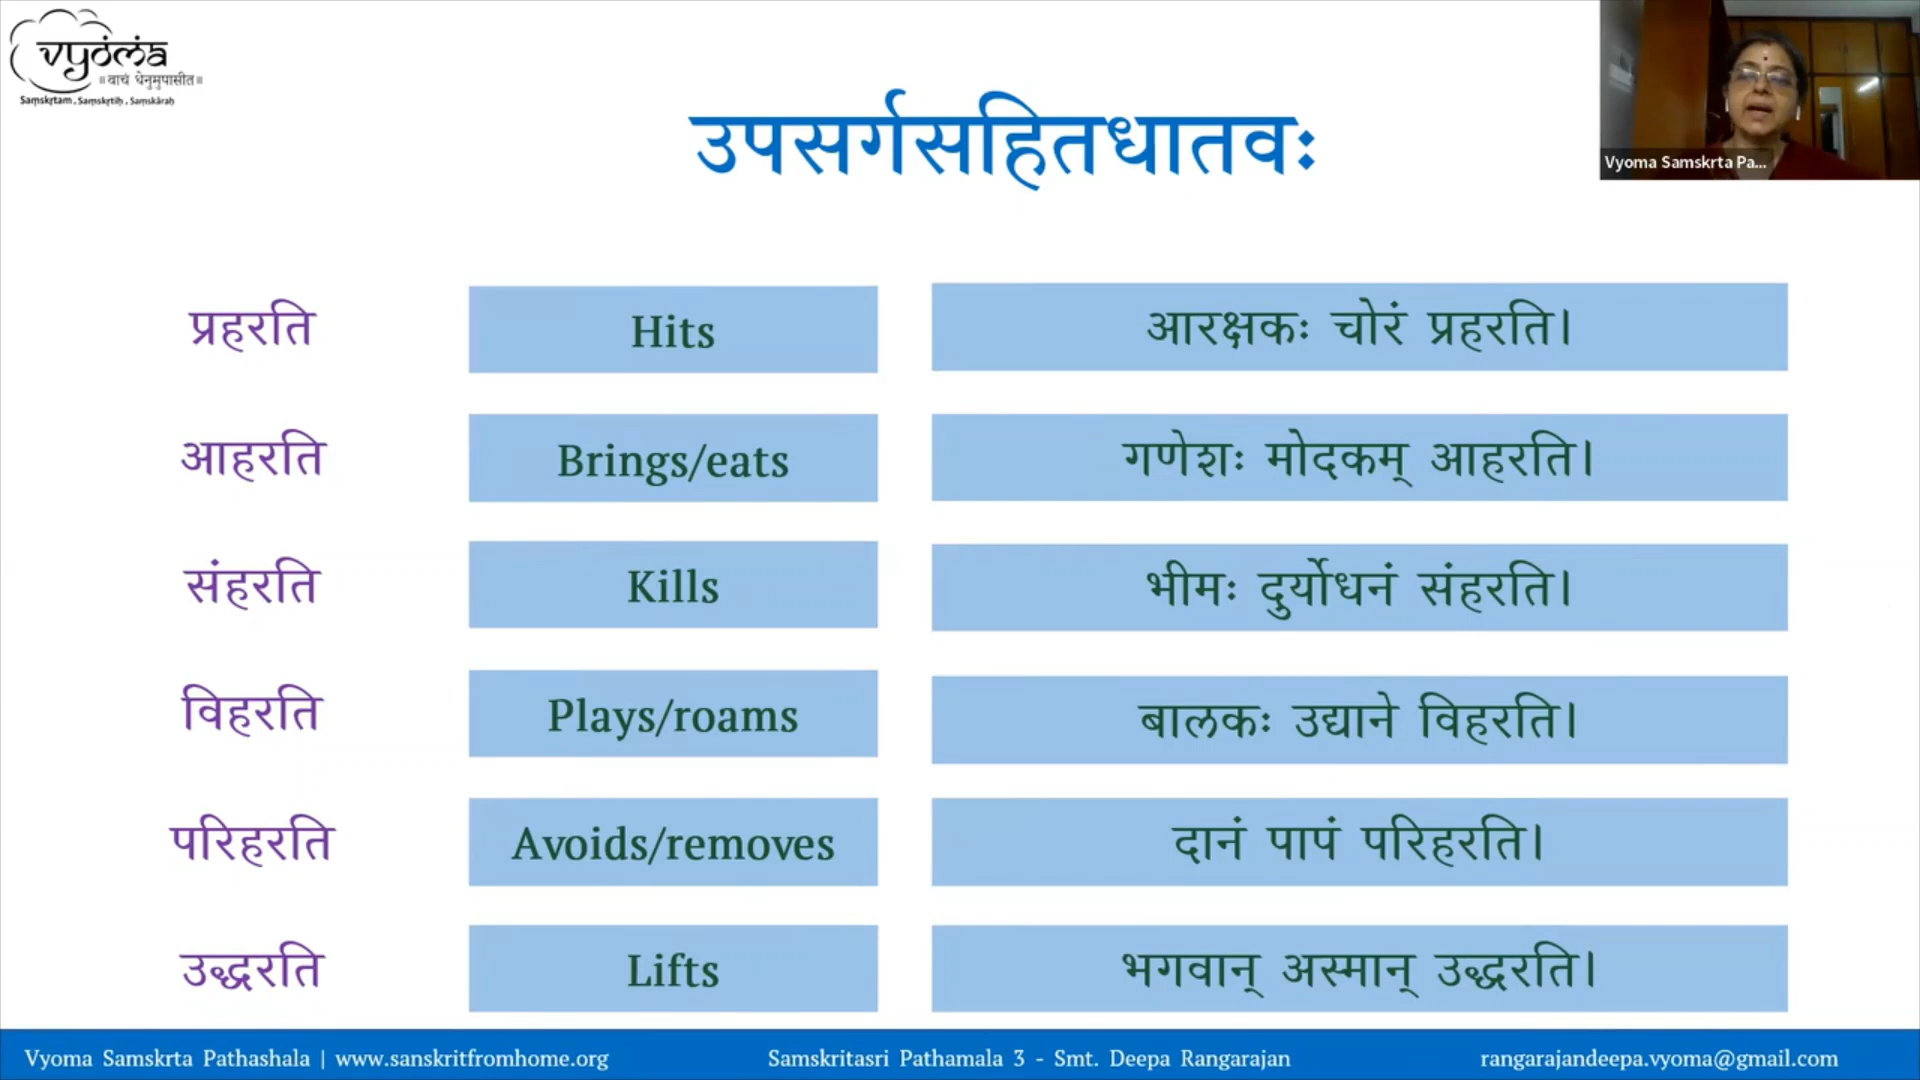 vyoma
॥वाचं धेनुमुपासीत॥
Saṃskṛtam . Saṃskṛtiḥ . Saṃskāraḥ
उपसर्गसहितधातवः
Vyoma Samskrta Pa...
प्रहरति Hits आरक्षकः चोरं प्रहरति।
आहरति Brings/eats गणेशः मोदकम् आहरति।
संहरति Kills भीमः दुर्योधनं संहरति।
विहरति Plays/roams बालकः उद्याने विहरति।
परिहरति Avoids/removes दानं पापं परिहरति।
उद्धरति Lifts भगवान् अस्मान् उद्धरति।
Vyoma Samskrta Pathashala | www.sanskritfromhome.org Samskritasri Pathamala 3 - Smt. Deepa Rangarajan rangarajandeepa.vyoma@gmail.com